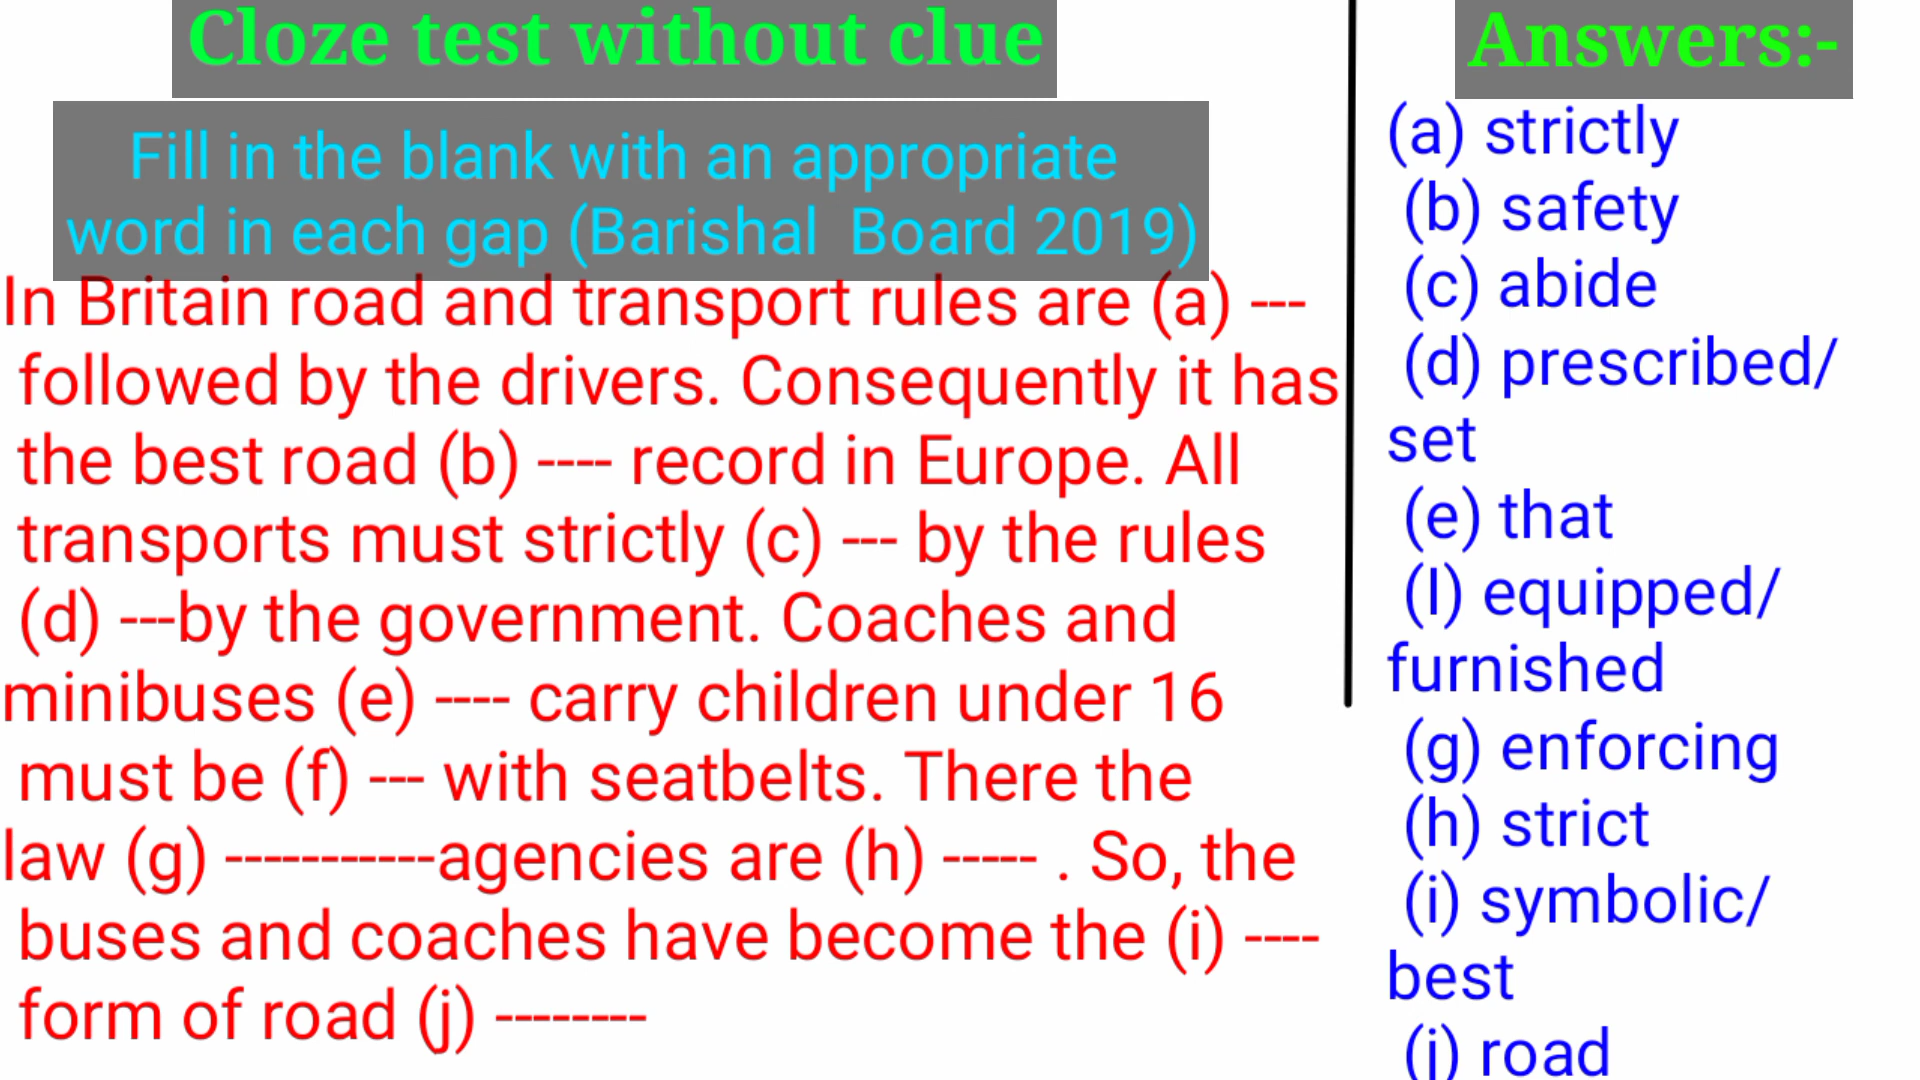 Cloze test without clue
Fill in the blank with an appropriate
word in each gap (Barishal Board 2019)
In Britain road and transport rules are (a) ---
followed by the drivers. Consequently it has
the best road (b) ---- record in Europe. All
transports must strictly (c) --- by the rules
(d) ---by the government. Coaches and
minibuses (e) ---- carry children under 16
must be (f) --- with seatbelts. There the
law (g) -----------agencies are (h) ----- . So, the
buses and coaches have become the (i) ----
form of road (j) --------
Answers:-
(a) strictly
(b) safety
(c) abide
(d) prescribed/
set
(e) that
(I) equipped/
furnished
(g) enforcing
(h) strict
(i) symbolic/
best
(j) road